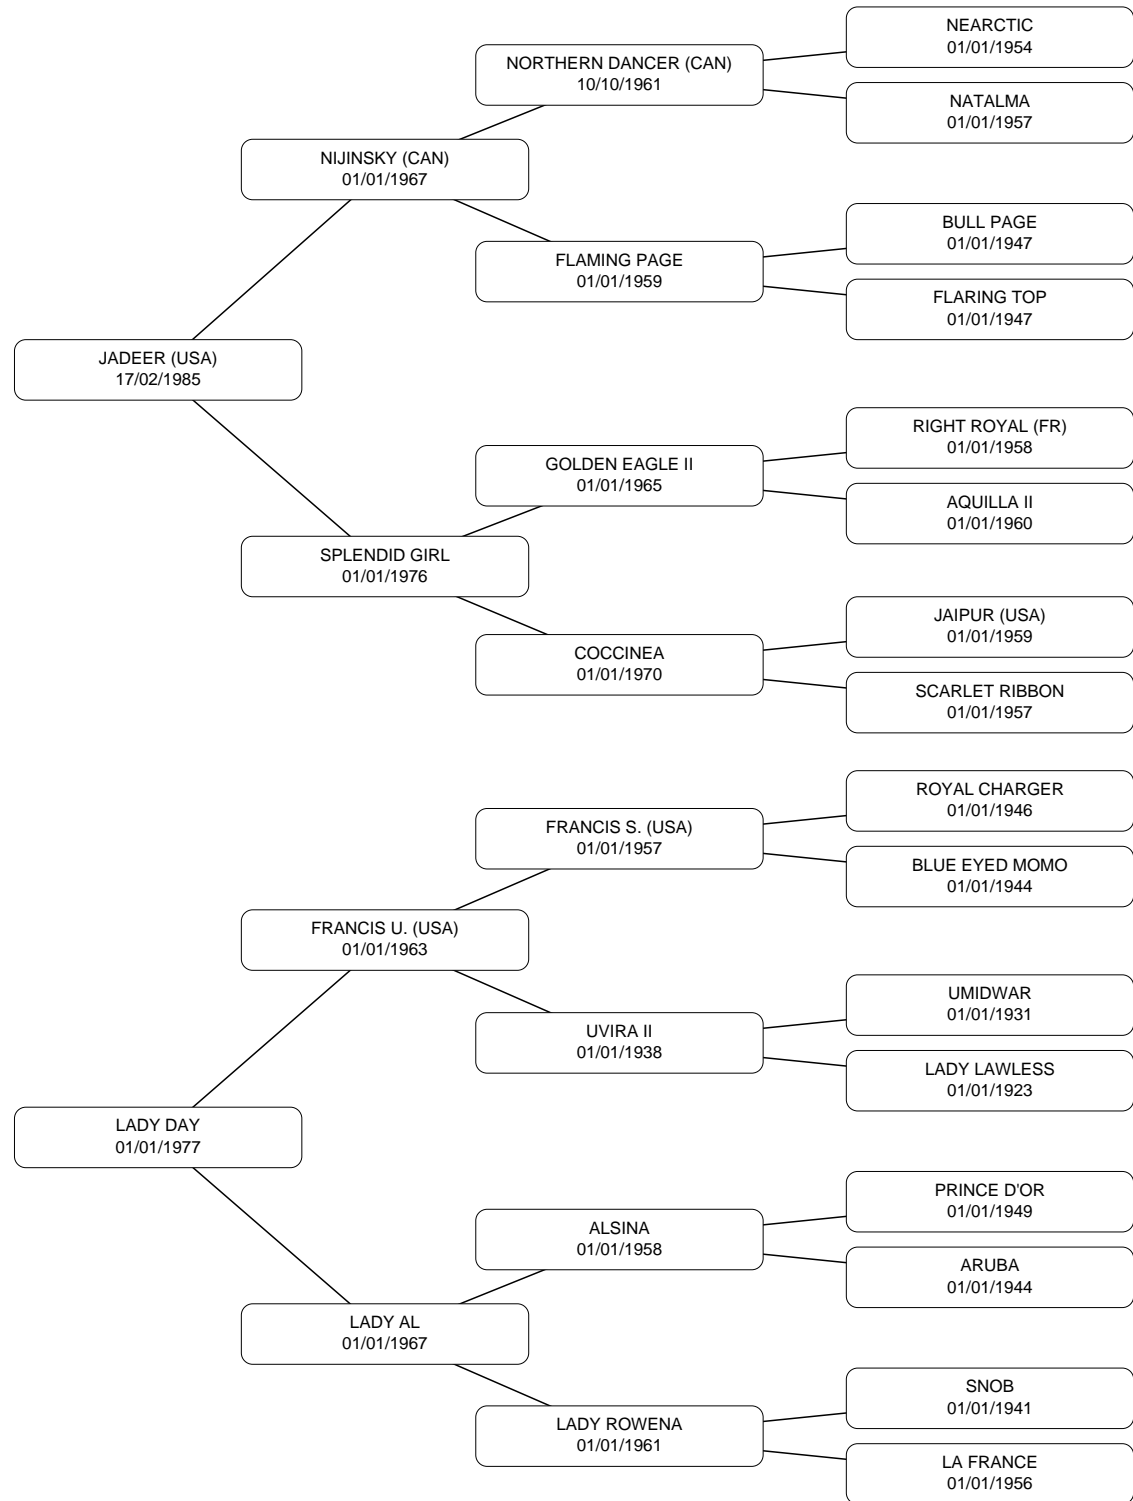 NEARCTIC
01/01/1954
NORTHERN DANCER (CAN)
10/10/1961
NATALMA
01/01/1957
NIJINSKY (CAN)
01/01/1967
BULL PAGE
01/01/1947
FLAMING PAGE
01/01/1959
FLARING TOP
01/01/1947
JADEER (USA)
17/02/1985
RIGHT ROYAL (FR)
01/01/1958
GOLDEN EAGLE II
01/01/1965
AQUILLA II
01/01/1960
SPLENDID GIRL
01/01/1976
JAIPUR (USA)
01/01/1959
COCCINEA
01/01/1970
SCARLET RIBBON
01/01/1957
ROYAL CHARGER
01/01/1946
FRANCIS S. (USA)
01/01/1957
BLUE EYED MOMO
01/01/1944
FRANCIS U. (USA)
01/01/1963
UMIDWAR
01/01/1931
UVIRA II
01/01/1938
LADY LAWLESS
01/01/1923
LADY DAY
01/01/1977
PRINCE D'OR
01/01/1949
ALSINA
01/01/1958
ARUBA
01/01/1944
LADY AL
01/01/1967
SNOB
01/01/1941
LADY ROWENA
01/01/1961
LA FRANCE
01/01/1956